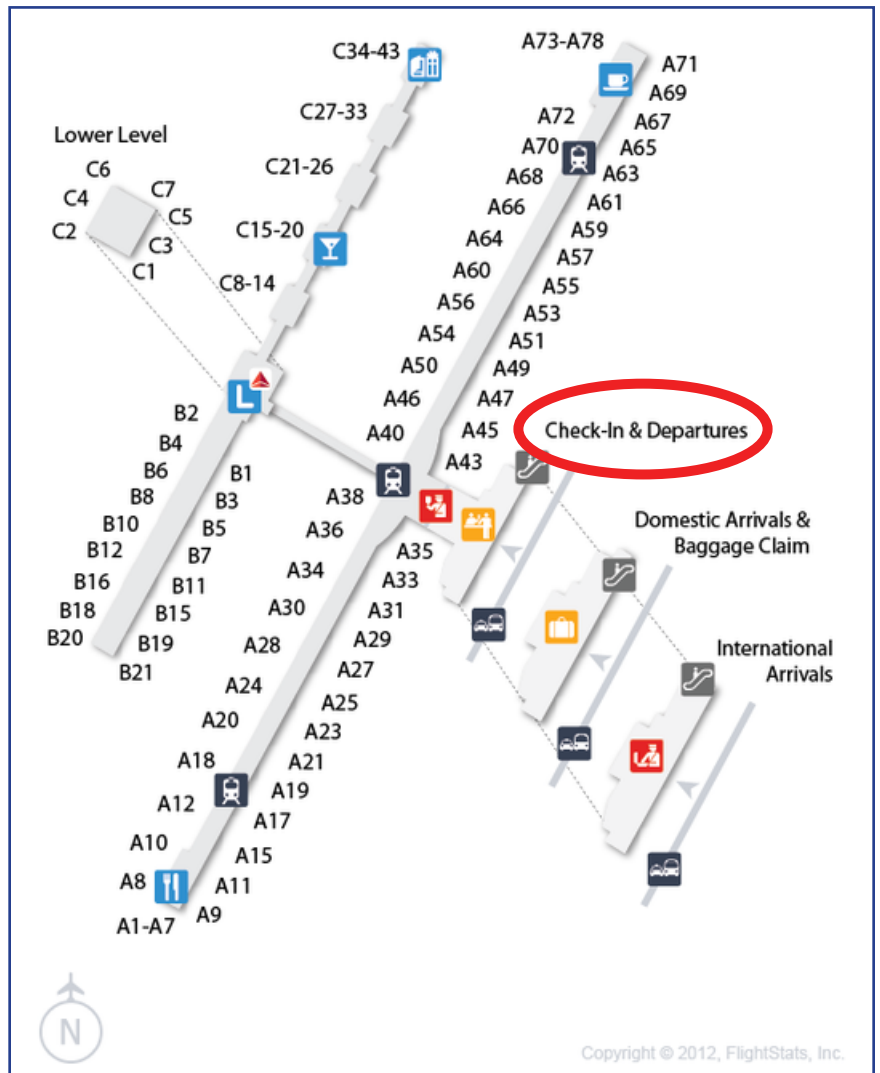 C34-43
C27-33
C21-26
C15-20
C8-14
Lower Level
C6
C7
C4
C5
C2
C3
C1
A73-A78
A71
A69
A72
A67
A70
A65
A68
A63
A66
A61
A64
A59
A60
A57
A56
A55
A54
A53
A50
A51
A46
A49
A40
A47
A45
A43
L
B2
B4
B6
B8
B10
B12
B16
B18
B20
B1
B3
B5
B7
B11
B15
B19
B21
A38
A36
A34
A30
A28
A24
A20
A18
A12
A10
A8
A1-A7
A35
A33
A31
A29
A27
A25
A23
A21
A19
A17
A15
A11
A9
Check-In & Departures
Domestic Arrivals &
Baggage Claim
International
Arrivals
N
Copyright © 2012, FlightStats, Inc.